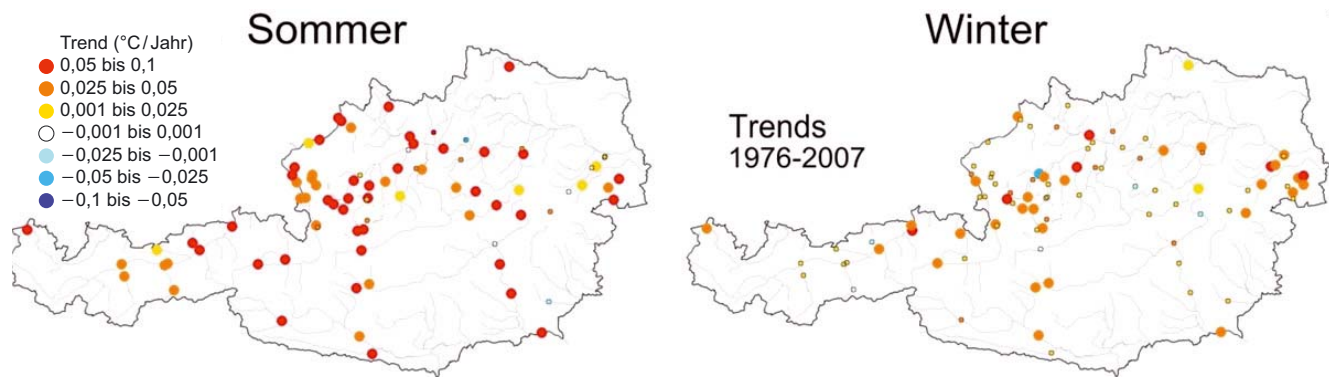 Sommer
Trend (°C/Jahr)
0,05 bis 0,1
0,025 bis 0,05
0,001 bis 0,025
−0,001 bis 0,001
−0,025 bis −0,001
−0,05 bis −0,025
−0,1 bis −0,05
Winter
Trends
1976-2007